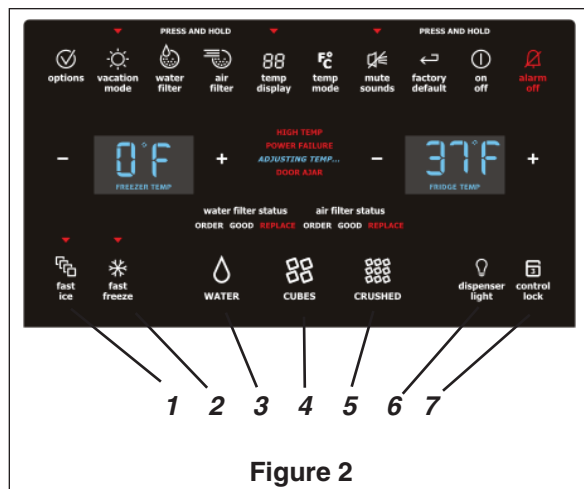 PRESS AND HOLD PRESS AND HOLD
options vacation mode water filter air filter 88 temp display F°C temp mode mute sounds factory default on off alarm off
HIGH TEMP
POWER FAILURE
- 0°F + ADJUSTING TEMP... - 37°F +
FREEZER TEMP DOOR AJAR FRIDGE TEMP
water filter status air filter status
ORDER GOOD REPLACE ORDER GOOD REPLACE
fast ice fast freeze WATER CUBES CRUSHED dispenser light control lock
1 2 3 4 5 6 7
Figure 2